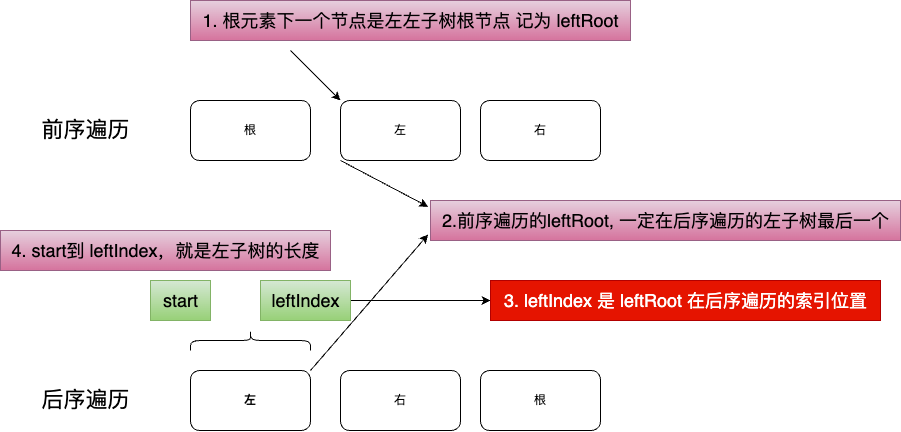 1. 根元素下一个节点是左左子树根节点 记为 leftRoot
前序遍历
根
左
右
2.前序遍历的leftRoot, 一定在后序遍历的左子树最后一个
4. start到 leftIndex，就是左子树的长度
start
leftIndex
3. leftIndex 是 leftRoot 在后序遍历的索引位置
后序遍历
左
右
根